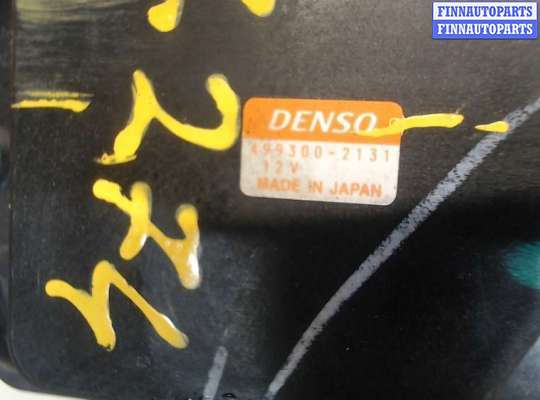 FINNAUTOPARTS
FINNAUTOPARTS
DENSO
499300-2131
12V
MADE IN JAPAN